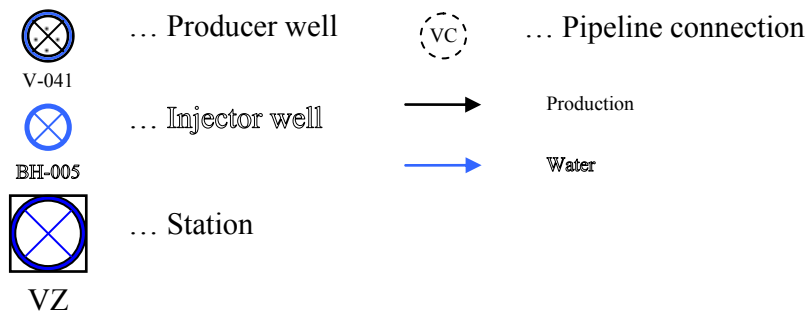 … Producer well
V-041
VC
… Pipeline connection
… Injector well
BH-005
Production
Water
… Station
VZ